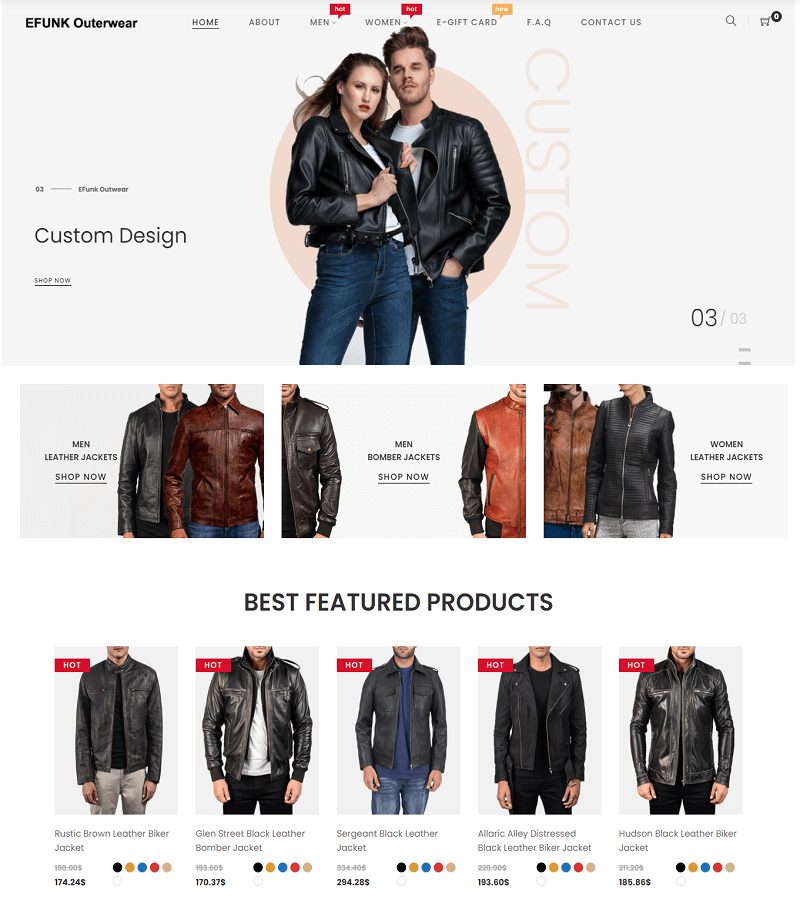 EFUNK Outerwear
HOME ABOUT MEN hot WOMEN hot E-GIFT CARD new F.A.Q CONTACT US 0
CUSTOM
03 EFunk Outwear
Custom Design
SHOP NOW
03 / 03
MEN
LEATHER JACKETS
SHOP NOW
MEN
BOMBER JACKETS
SHOP NOW
WOMEN
LEATHER JACKETS
SHOP NOW
BEST FEATURED PRODUCTS
HOT
Rustic Brown Leather Biker
Jacket
198.00$
174.24$
HOT
Glen Street Black Leather
Bomber Jacket
193.60$
170.37$
HOT
Sergeant Black Leather
Jacket
334.40$
294.28$
HOT
Allaric Alley Distressed
Black Leather Biker Jacket
220.00$
193.60$
HOT
Hudson Black Leather Biker
Jacket
211.20$
185.86$